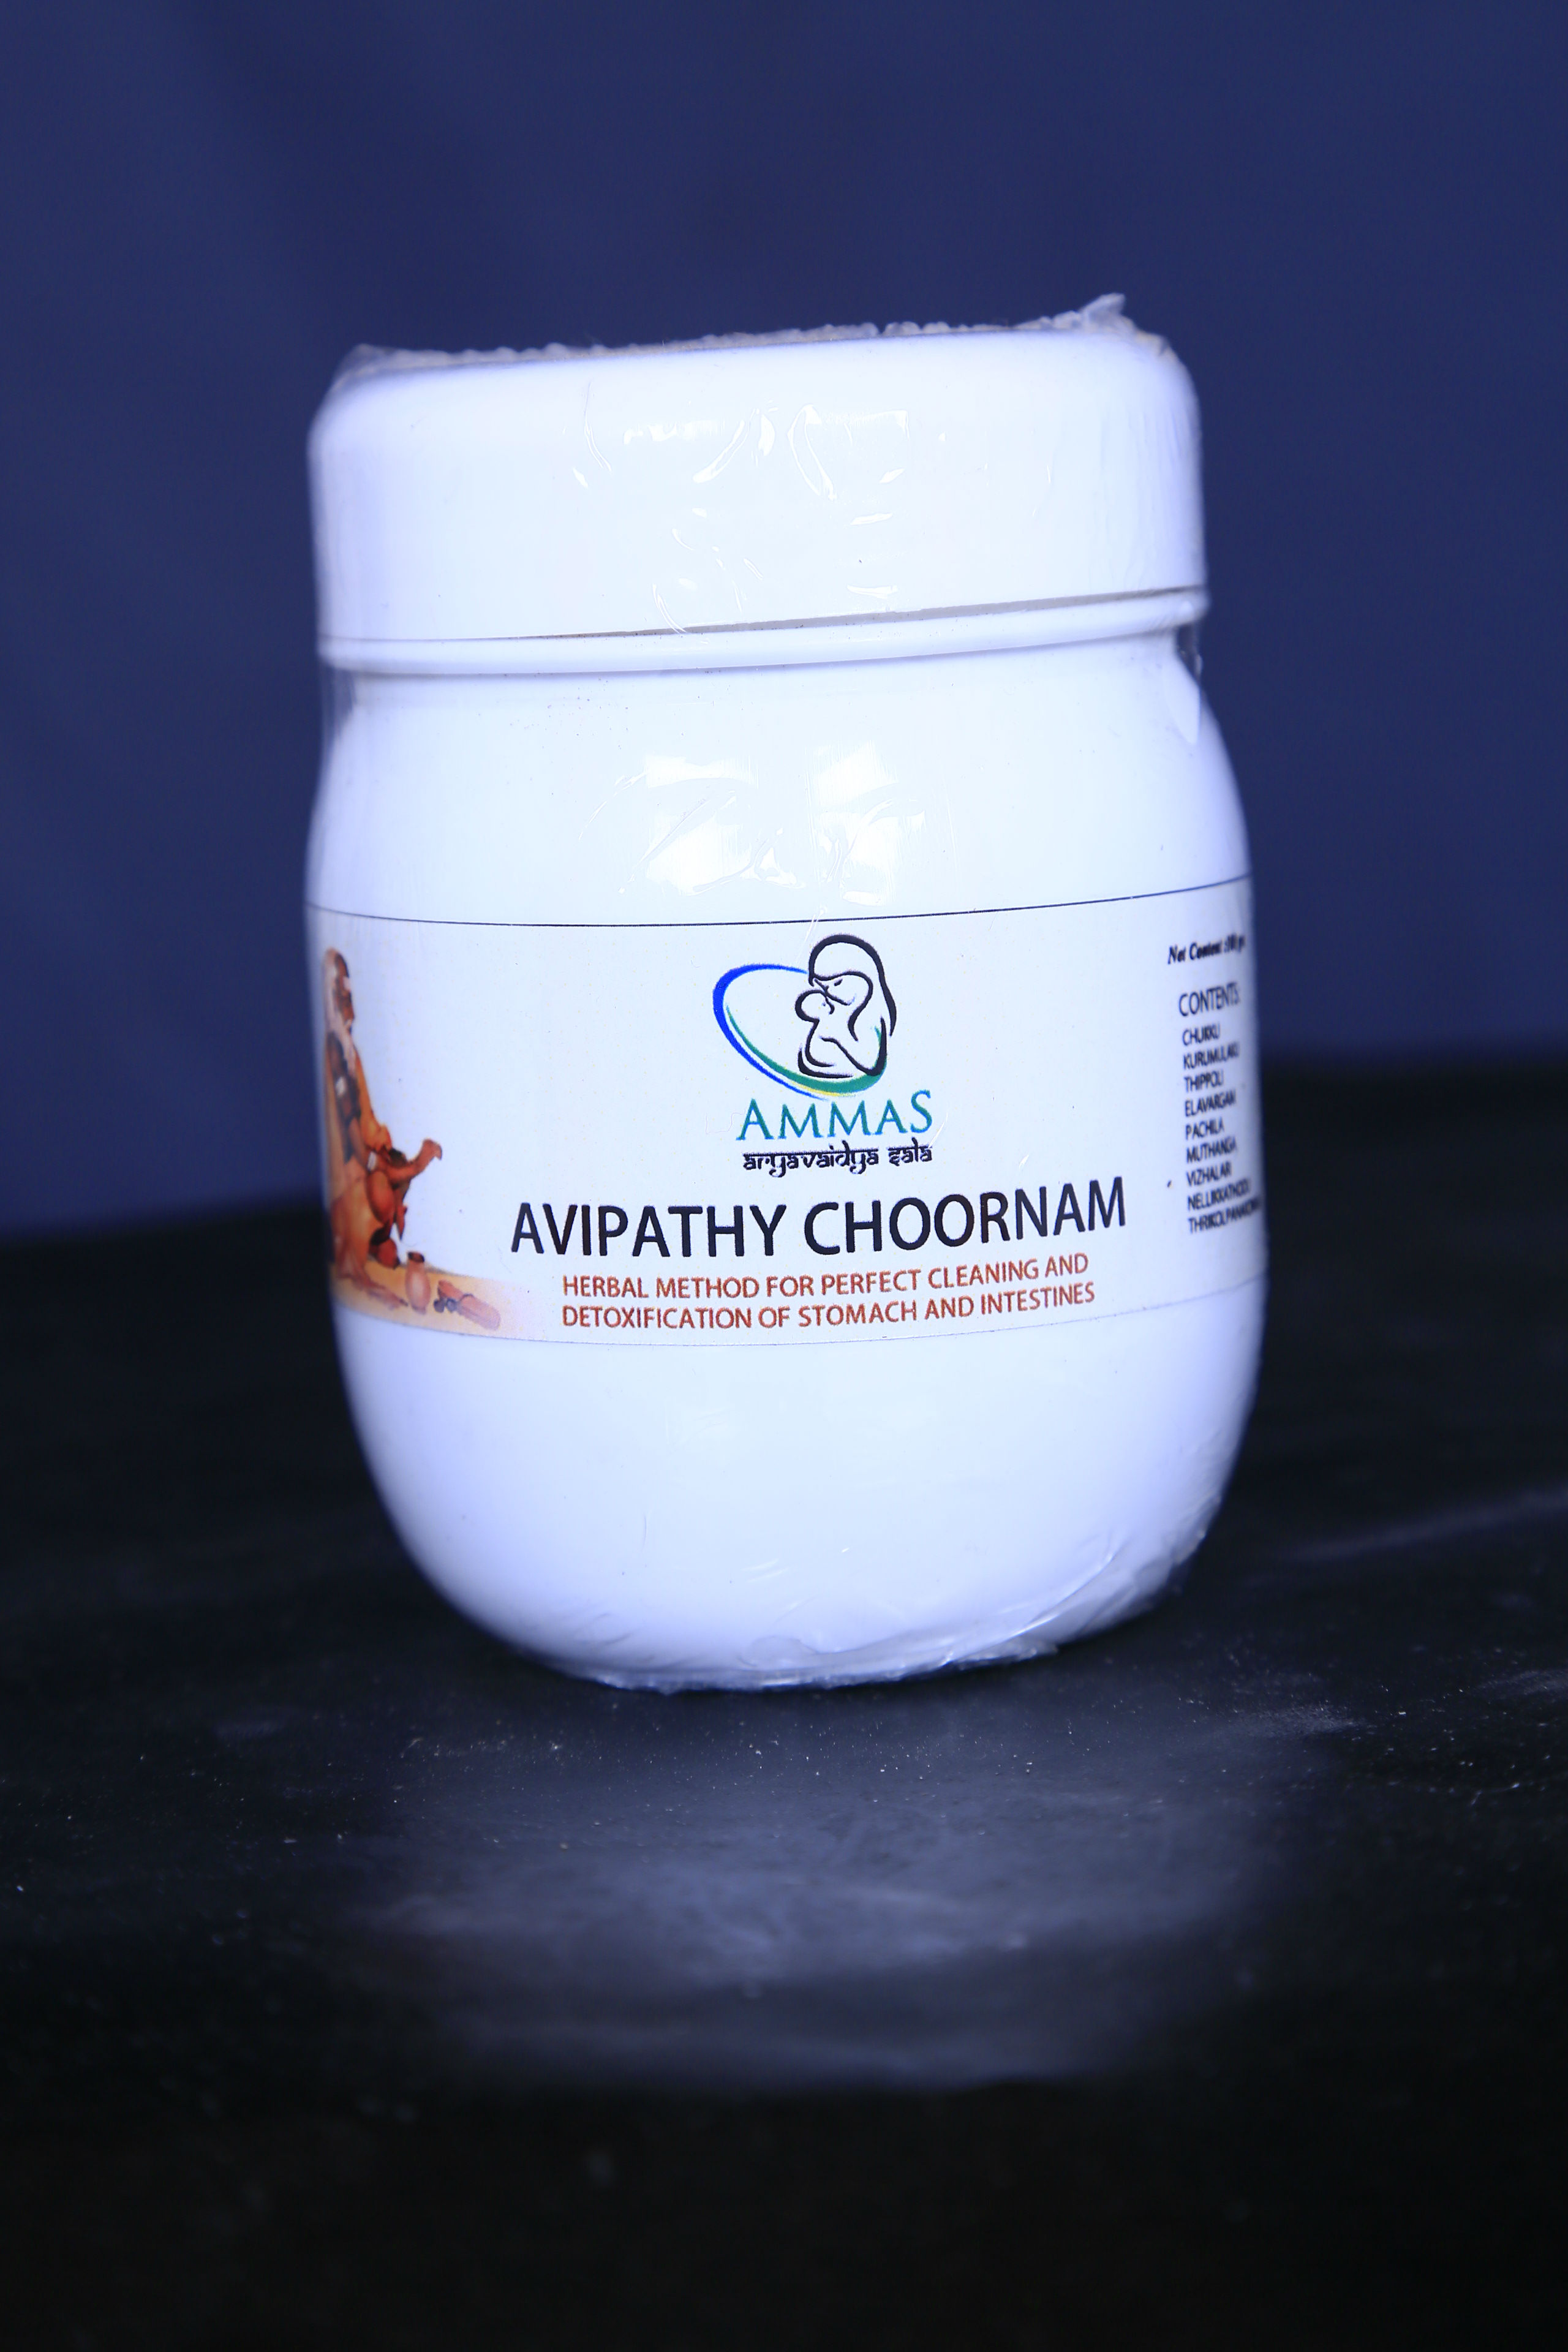 AMMAS
aryavaidya sala
AVIPATHY CHOORNAM
HERBAL METHOD FOR PERFECT CLEANING AND
DETOXIFICATION OF STOMACH AND INTESTINES
Net Content
CONTENTS:
CHUKKU
KURUMULAKU
THIPPOLI
ELAVARGAM
PACHILA
MUTHANGA
VIZHALARI